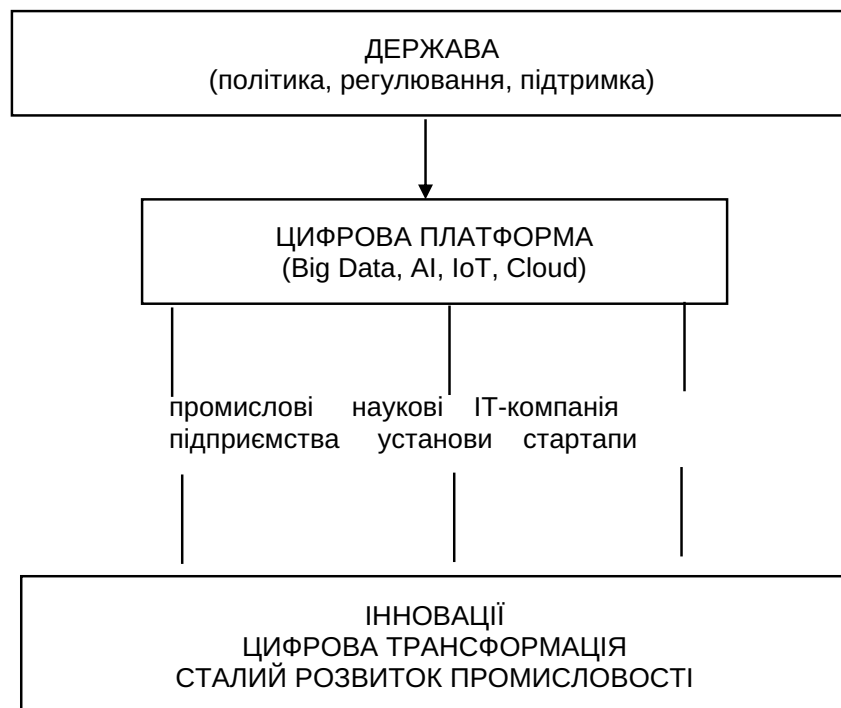 ДЕРЖАВА
(політика, регулювання, підтримка)
ЦИФРОВА ПЛАТФОРМА
(Big Data, AI, IoT, Cloud)
промислові наукові ІТ-компанія
підприємства установи стартапи
ІННОВАЦІЇ
ЦИФРОВА ТРАНСФОРМАЦІЯ
СТАЛИЙ РОЗВИТОК ПРОМИСЛОВОСТІ